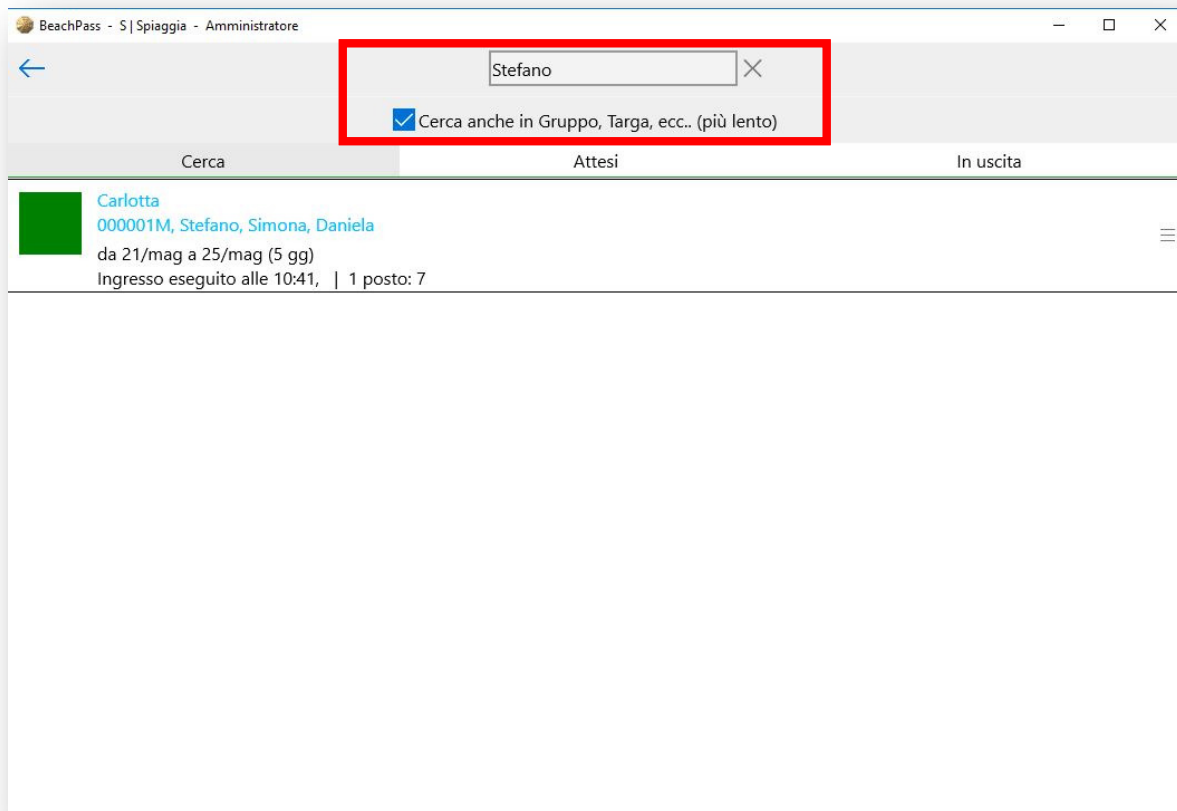 BeachPass - S | Spiaggia - Amministratore
Stefano
Cerca anche in Gruppo, Targa, ecc.. (più lento)
Cerca Attesi In uscita
Carlotta
000001M, Stefano, Simona, Daniela
da 21/mag a 25/mag (5 gg)
Ingresso eseguito alle 10:41, | 1 posto: 7